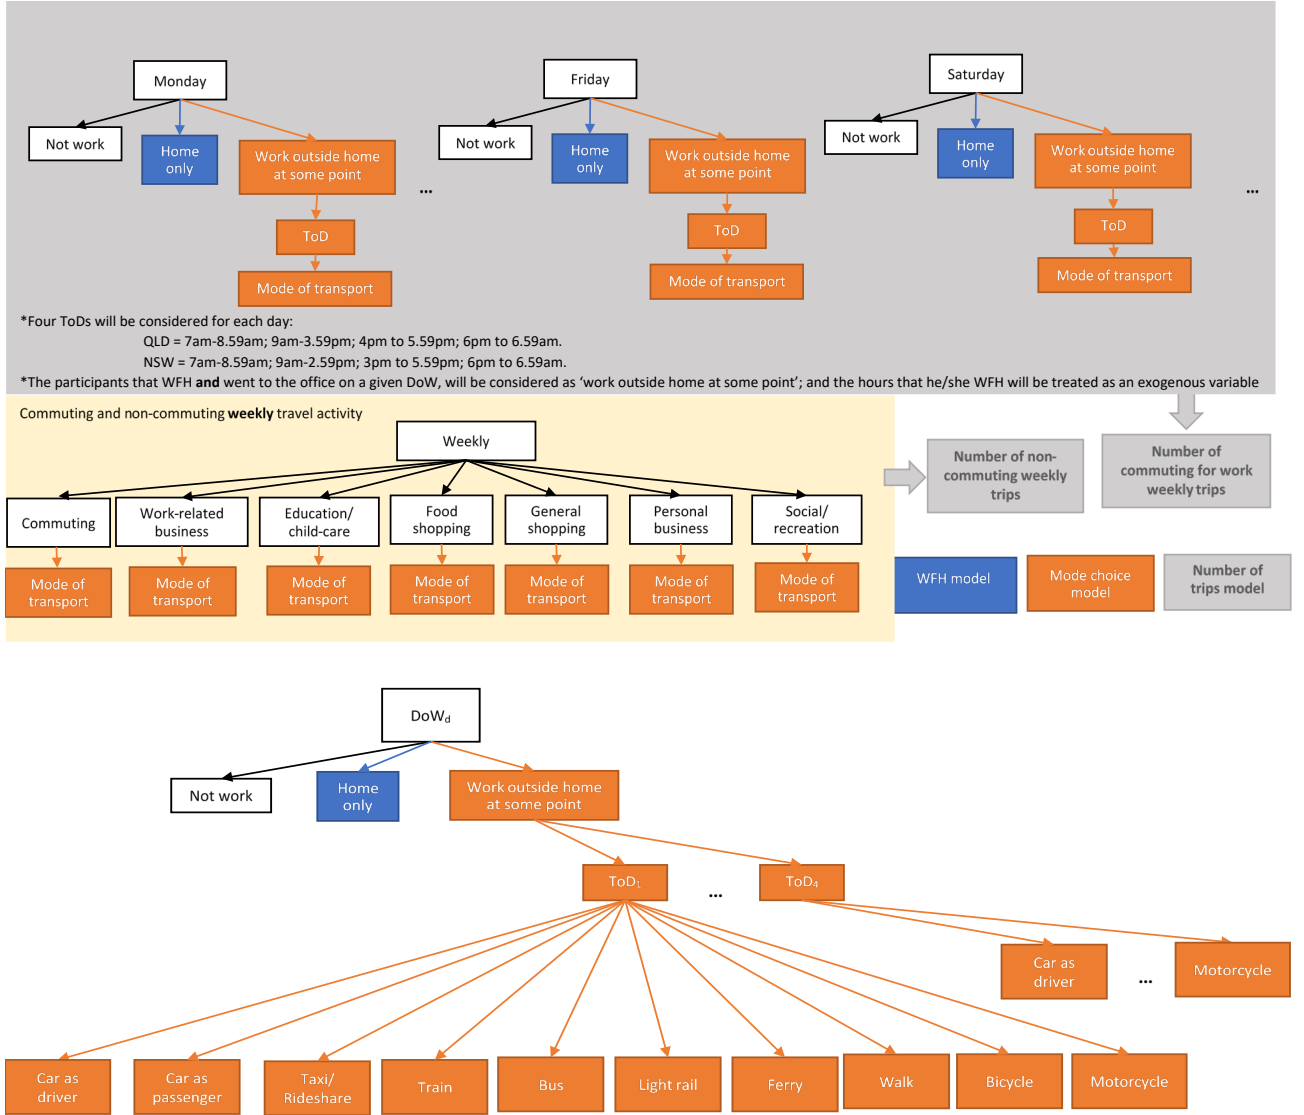 Monday
Friday
Saturday
Not work
Home
only
Work outside home
at some point
...
Not work
Home
only
Work outside home
at some point
Not work
Home
only
Work outside home
at some point
...
ToD
ToD
ToD
Mode of transport
Mode of transport
Mode of transport
*Four ToDs will be considered for each day:
QLD = 7am-8.59am; 9am-3.59pm; 4pm to 5.59pm; 6pm to 6.59am.
NSW = 7am-8.59am; 9am-2.59pm; 3pm to 5.59pm; 6pm to 6.59am.
*The participants that WFH and went to the office on a given DoW, will be considered as ‘work outside home at some point’; and the hours that he/she WFH will be treated as an exogenous variable
Commuting and non-commuting weekly travel activity
Weekly
Number of non-
commuting weekly
trips
Number of
commuting for work
weekly trips
Commuting
Work-related
business
Education/
child-care
Food
shopping
General
shopping
Personal
business
Social/
recreation
Mode of
transport
Mode of
transport
Mode of
transport
Mode of
transport
Mode of
transport
Mode of
transport
Mode of
transport
WFH model
Mode choice
model
Number of
trips model
DoWd
Not work
Home
only
Work outside home
at some point
ToD1
...
ToD4
Car as
driver
...
Motorcycle
Car as
driver
Car as
passenger
Taxi/
Rideshare
Train
Bus
Light rail
Ferry
Walk
Bicycle
Motorcycle